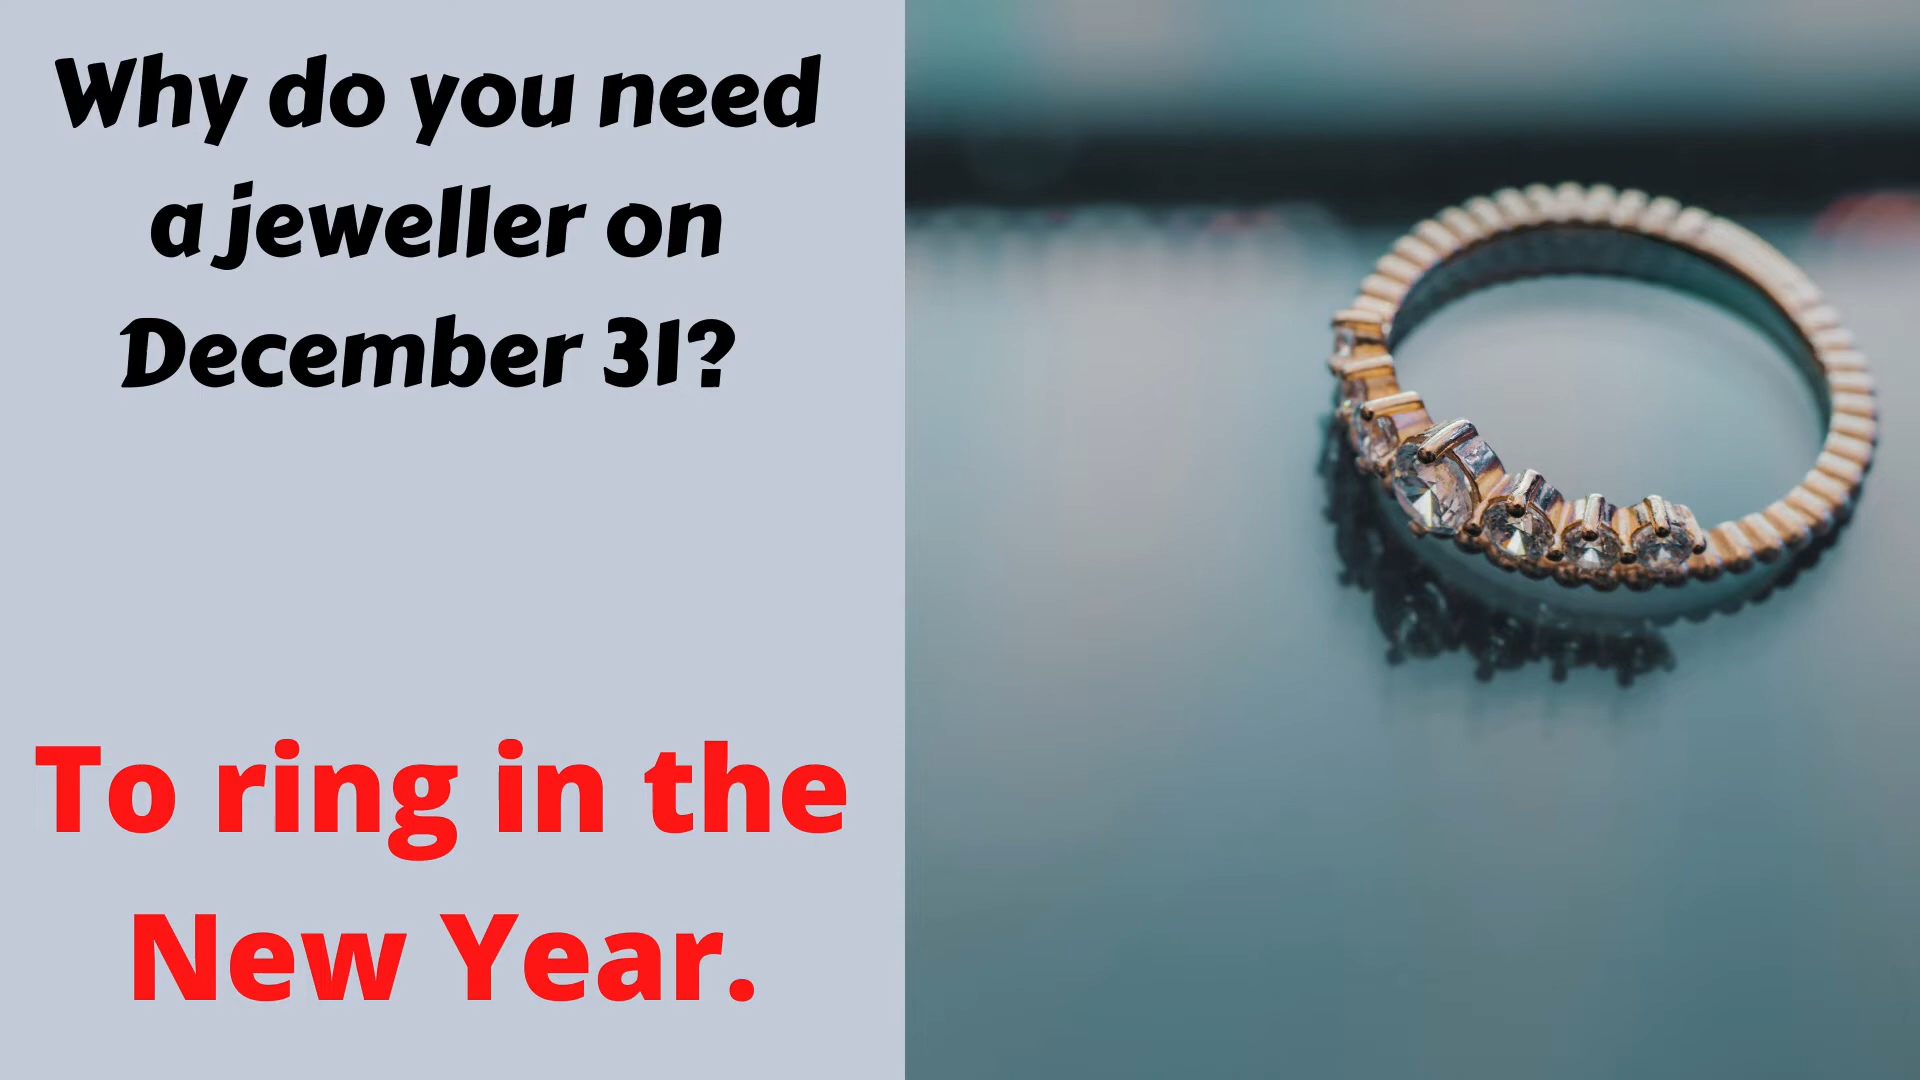 Why do you need
a jeweller on
December 31?
To ring in the
New Year.